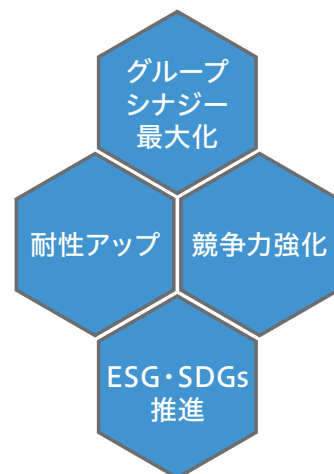 グループ
シナジー
最大化
耐性アップ
競争力強化
ESG・SDGs
推進